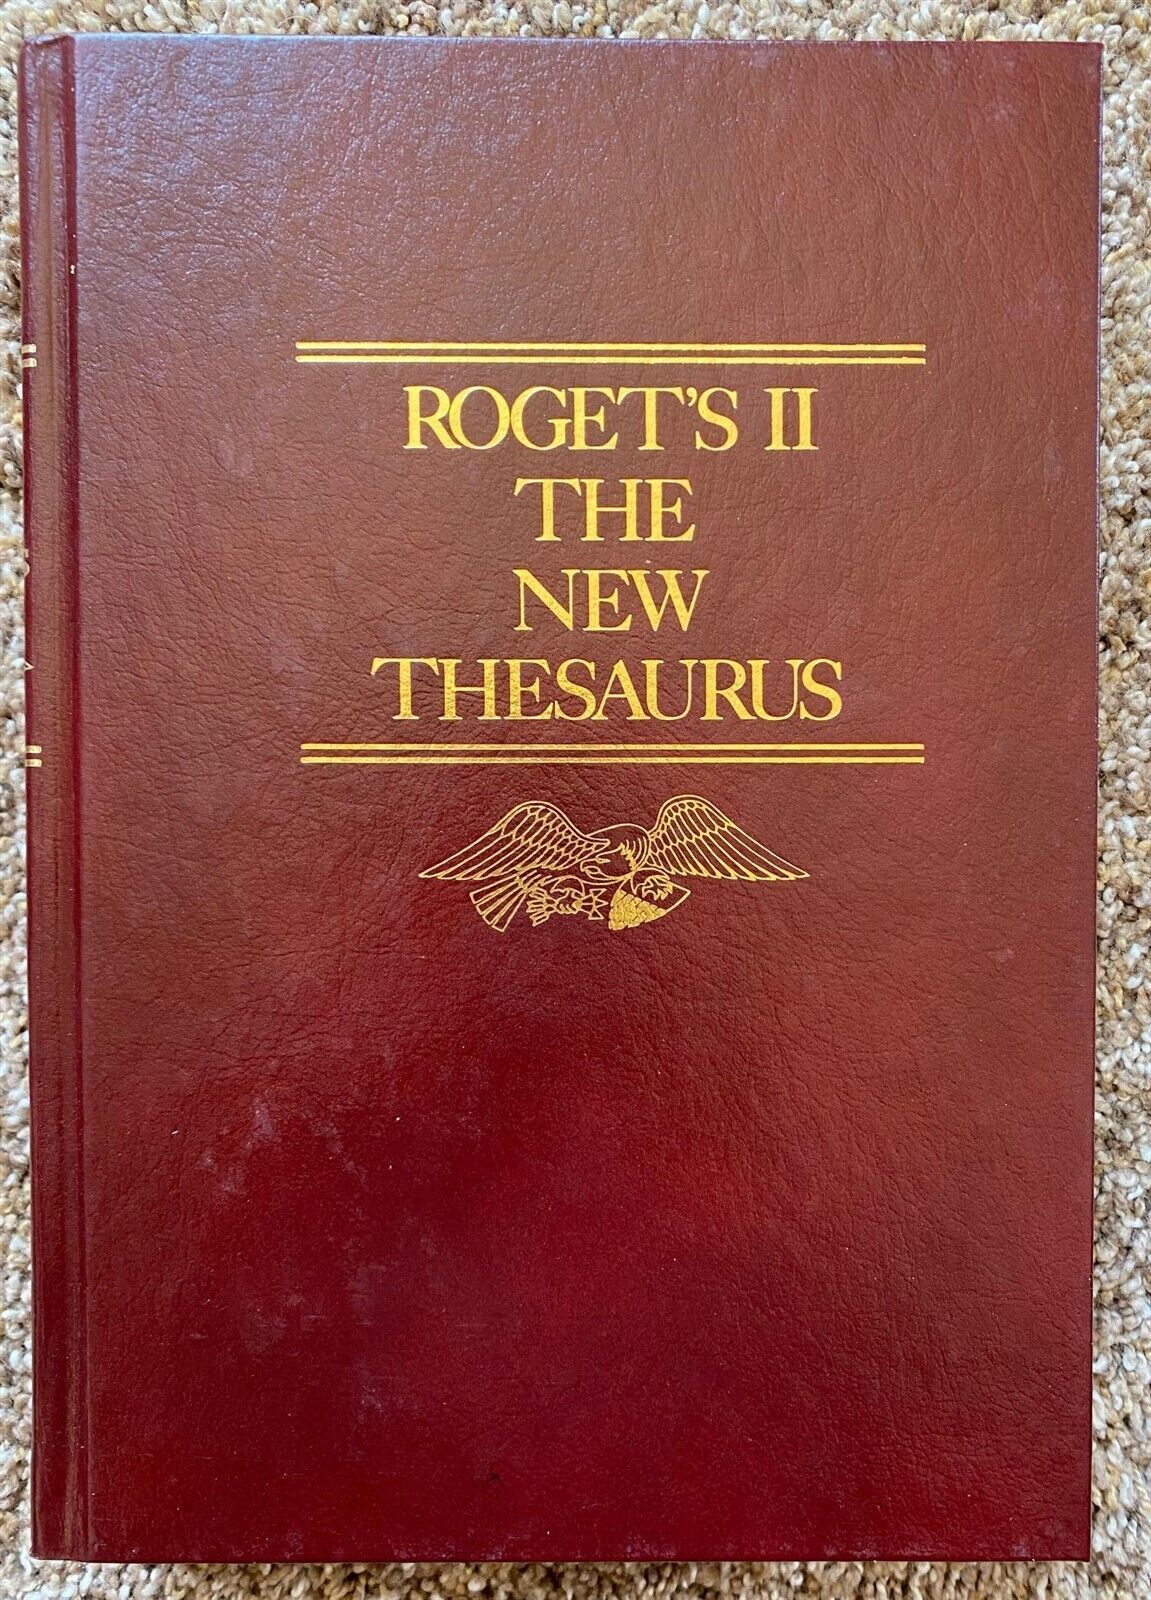 ROGET'S II
THE
NEW
THESAURUS